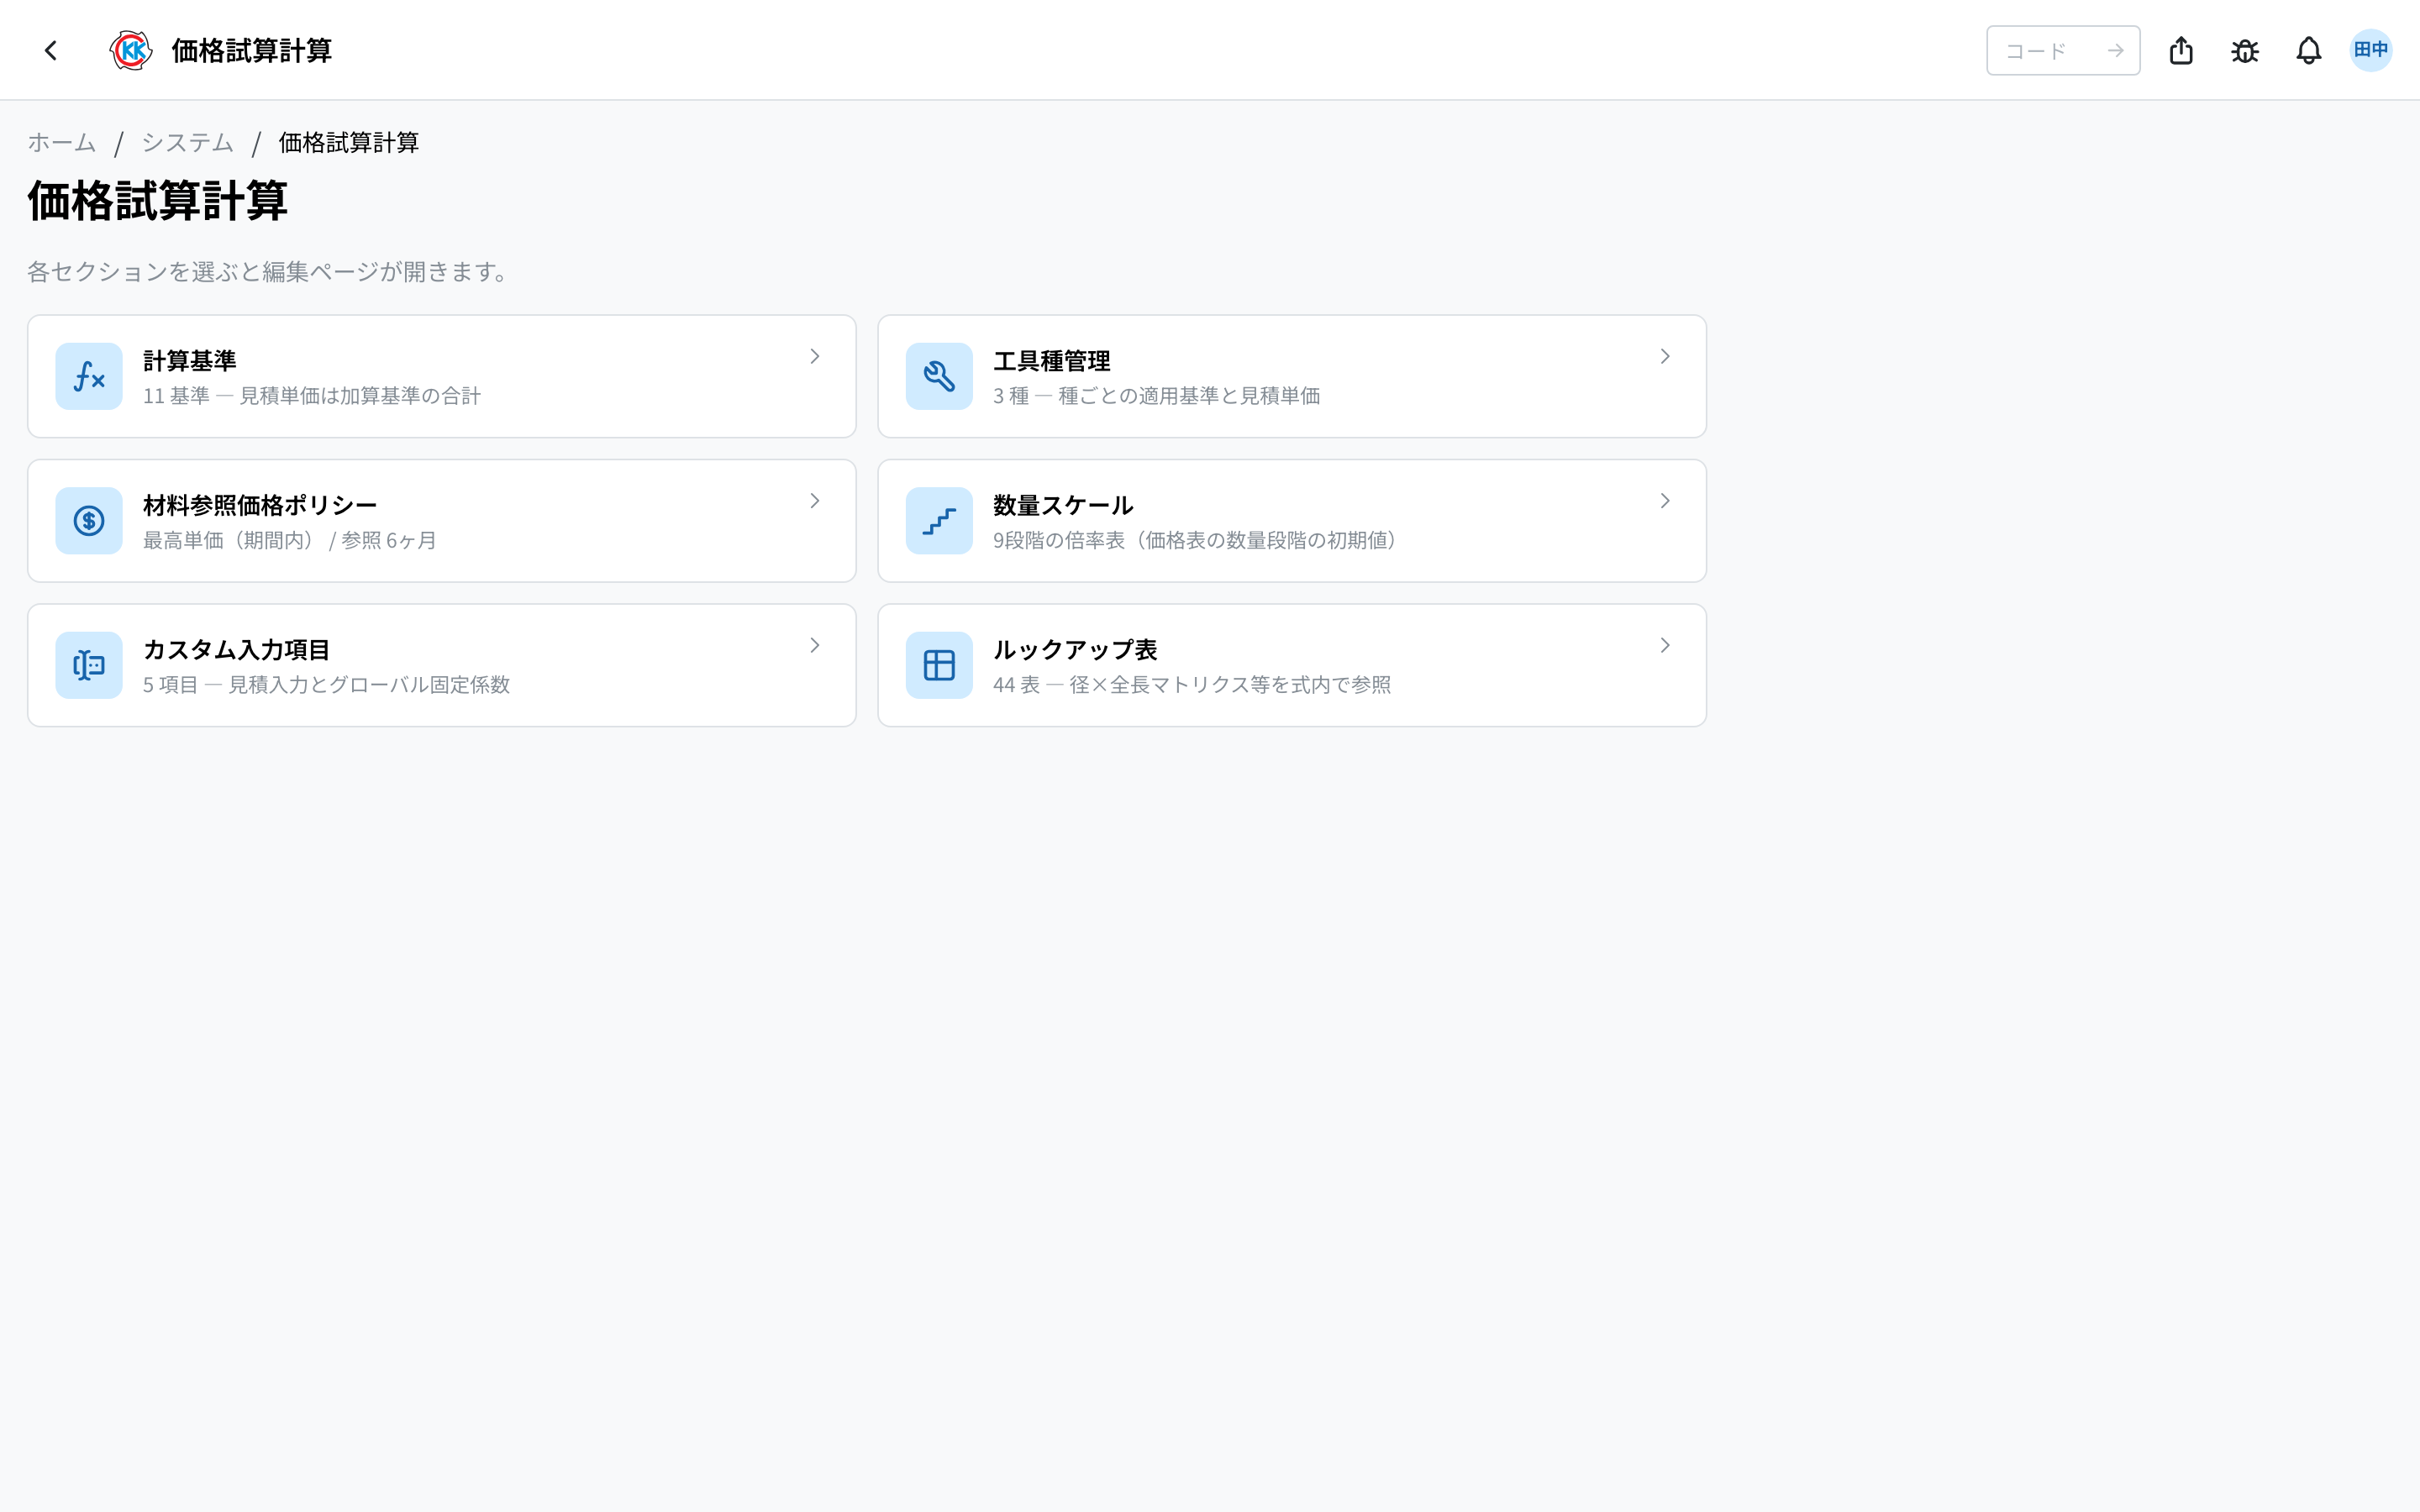 KK 価格試算計算
コード
田中
ホーム / システム / 価格試算計算
価格試算計算
各セクションを選ぶと編集ページが開きます。
計算基準
11 基準 — 見積単価は加算基準の合計
工具種管理
3 種 — 種ごとの適用基準と見積単価
材料参照価格ポリシー
最高単価（期間内） / 参照 6ヶ月
数量スケール
9段階の倍率表（価格表の数量段階の初期値）
カスタム入力項目
5 項目 — 見積入力とグローバル固定係数
ルックアップ表
44 表 — 径×全長マトリクス等を式内で参照